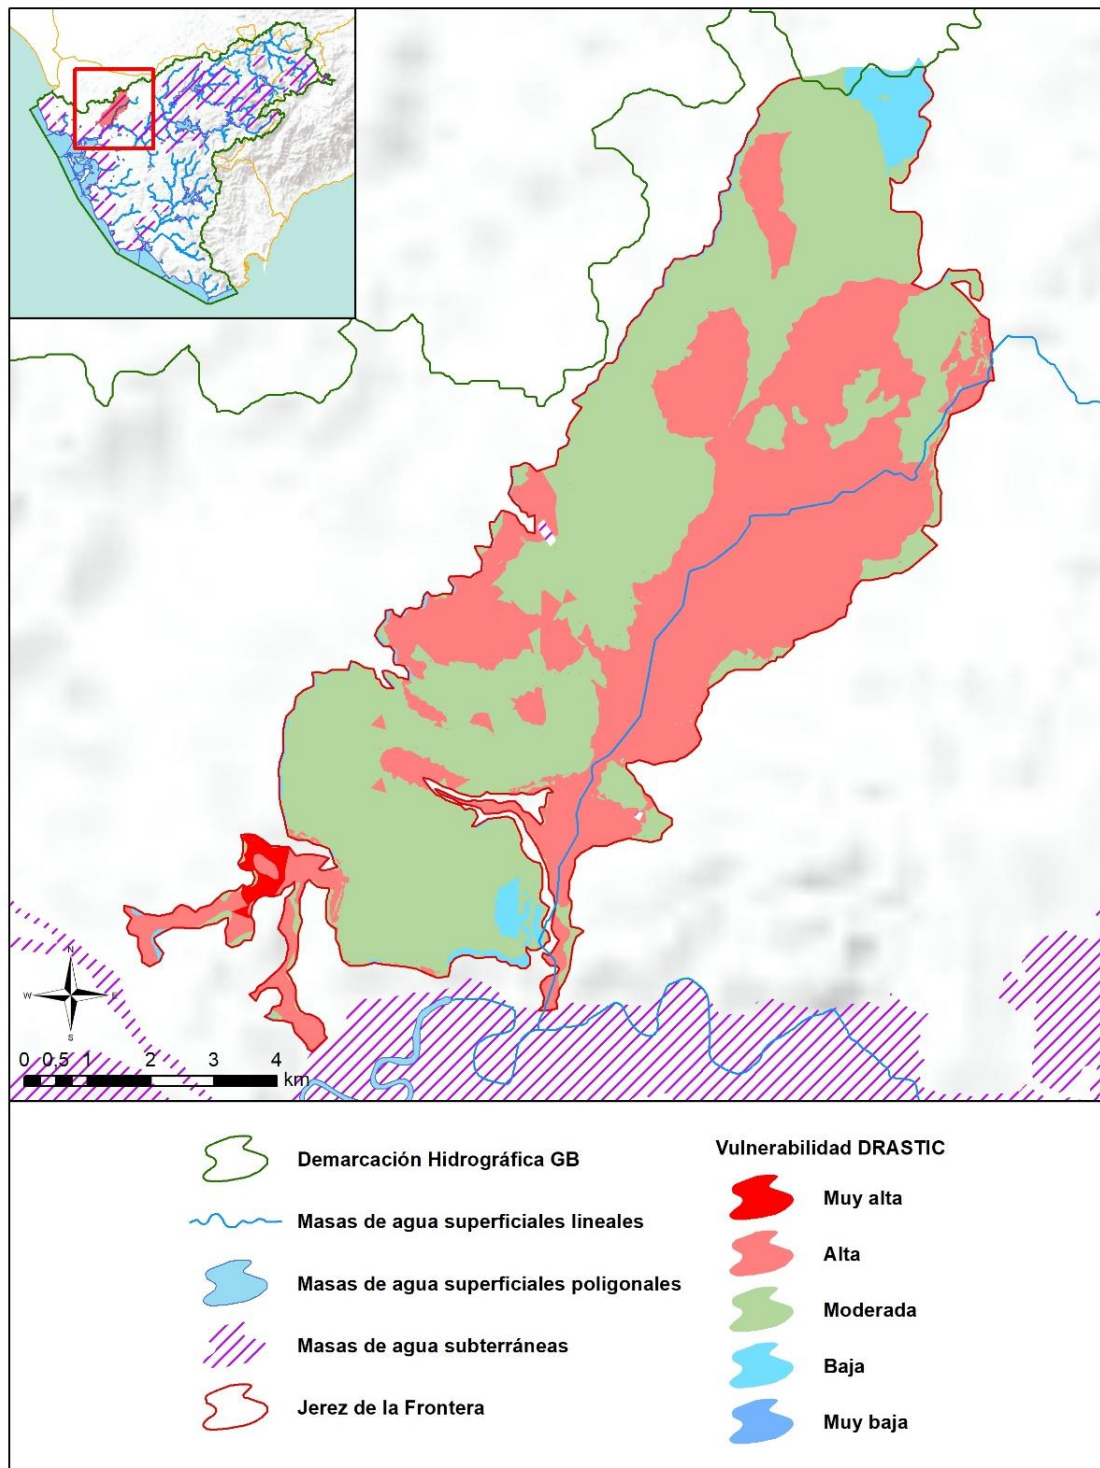 N
W
E
S
0 0,5 1 2 3 4
km
Demarcación Hidrográfica GB
Masas de agua superficiales lineales
Masas de agua superficiales poligonales
Masas de agua subterráneas
Jerez de la Frontera
Vulnerabilidad DRASTIC
Muy alta
Alta
Moderada
Baja
Muy baja